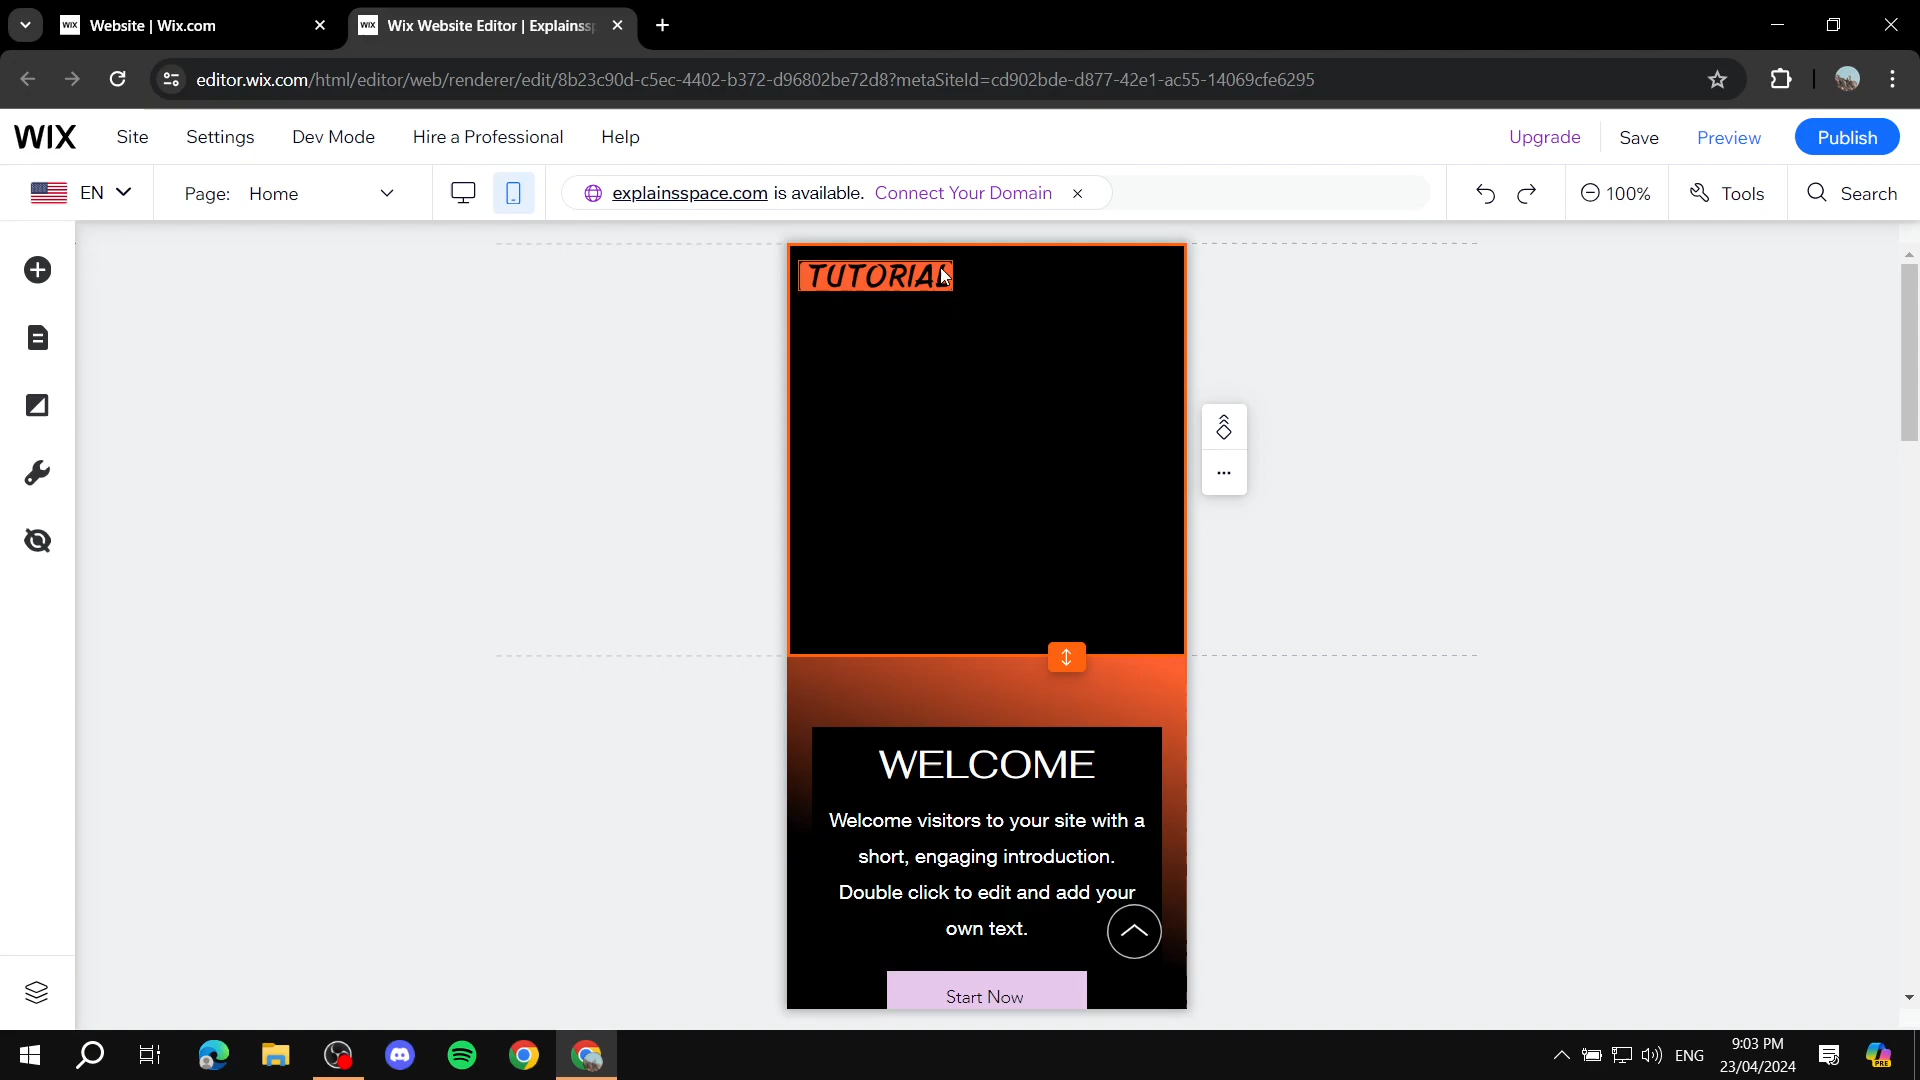 Website | Wix.com
WIX Wix Website Editor | Explainssp
editor.wix.com/html/editor/web/renderer/edit/8b23c90d-c5ec-4402-b372-d96802be72d8?metaSiteId=cd902bde-d877-42e1-ac55-14069cfe6295
WIX Site Settings Dev Mode Hire a Professional Help Upgrade Save Preview Publish
EN Page: Home explainsspace.com is available. Connect Your Domain 100% Tools Search
TUTORIAL
WELCOME
Welcome visitors to your site with a
short, engaging introduction.
Double click to edit and add your
own text.
Start Now
ENG
9:03 PM
23/04/2024
PRE